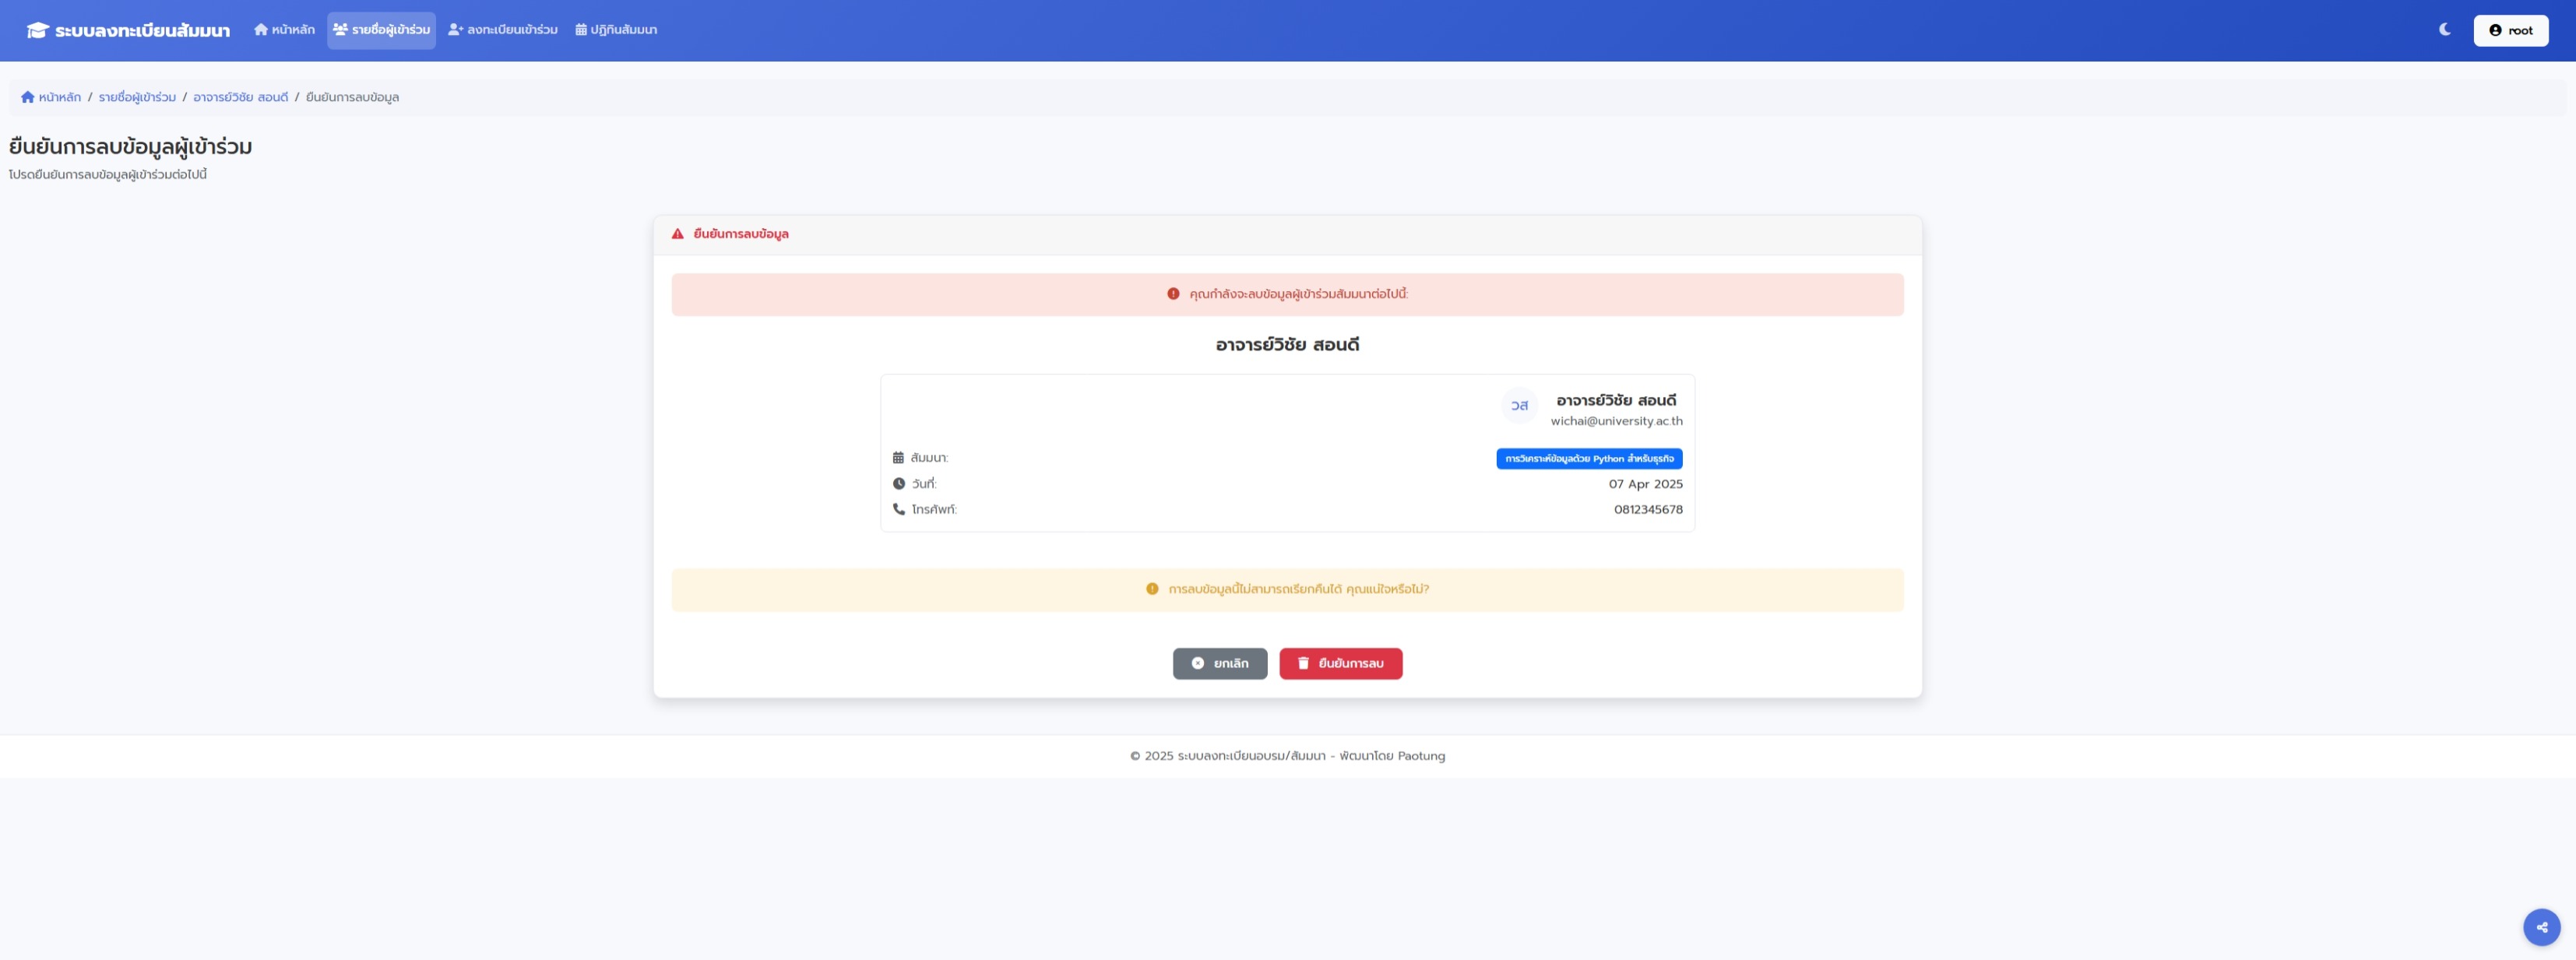 ระบบลงทะเบียนสัมมนา หน้าหลัก รายชื่อผู้เข้าร่วม ลงทะเบียนเข้าร่วม ปฏิทินสัมมนา root
หน้าหลัก / รายชื่อผู้เข้าร่วม / อาจารย์วิชัย สอนดี / ยืนยันการลบข้อมูล
ยืนยันการลบข้อมูลผู้เข้าร่วม
โปรดยืนยันการลบข้อมูลผู้เข้าร่วมต่อไปนี้
ยืนยันการลบข้อมูล
คุณกำลังจะลบข้อมูลผู้เข้าร่วมสัมมนาต่อไปนี้:
อาจารย์วิชัย สอนดี
วส อาจารย์วิชัย สอนดี
wichai@university.ac.th
สัมมนา: การวิเคราะห์ข้อมูลด้วย Python สำหรับธุรกิจ
วันที่: 07 Apr 2025
โทรศัพท์: 0812345678
การลบข้อมูลนี้ไม่สามารถเรียกคืนได้ คุณแน่ใจหรือไม่?
ยกเลิก ยืนยันการลบ
© 2025 ระบบลงทะเบียนอบรม/สัมมนา - พัฒนาโดย Paotung